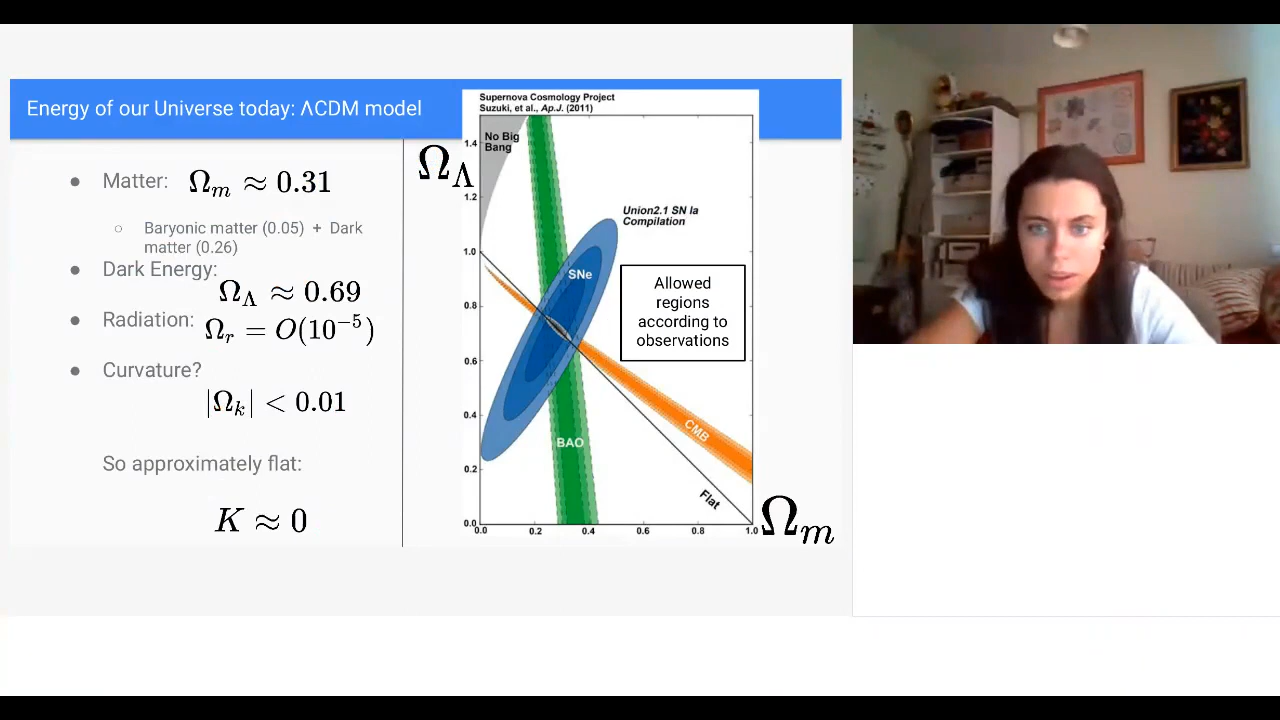 Energy of our Universe today: ΛCDM model
● Matter: Ωₘ ≈ 0.31
○ Baryonic matter (0.05) + Dark
matter (0.26)
● Dark Energy:
Ω_Λ ≈ 0.69
● Radiation: Ωᵣ = O(10⁻⁵)
● Curvature?
|Ωₖ| < 0.01
So approximately flat:
K ≈ 0
Supernova Cosmology Project
Suzuki, et al., Ap.J. (2011)
Ω_Λ
1.4
1.2
1.0
0.8
0.6
0.4
0.2
0.0
No Big
Bang
Union2.1 SN Ia
Compilation
SNe
Allowed
regions
according to
observations
CMB
BAO
Flat
0.0 0.2 0.4 0.6 0.8 1.0
Ωₘ